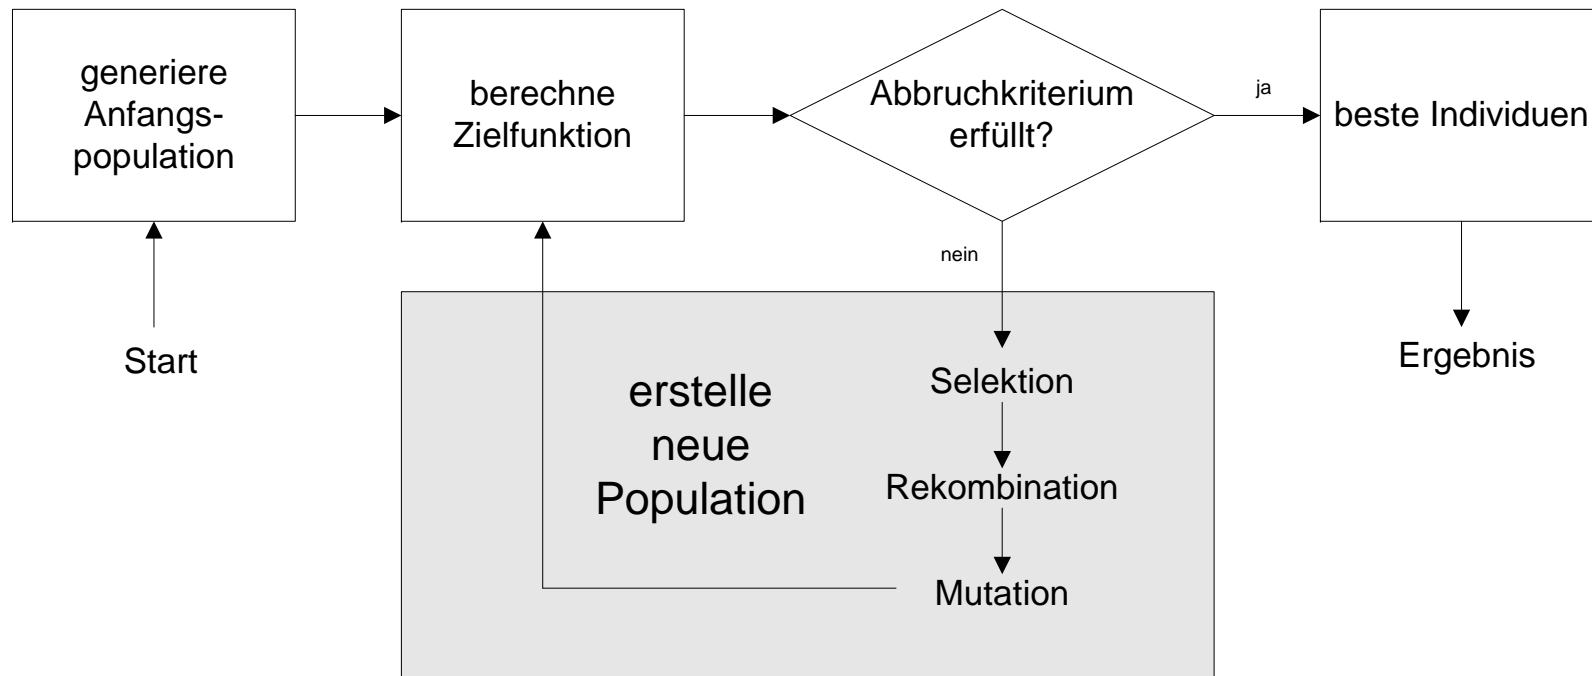 generiere
Anfangs-
population
berechne
Zielfunktion
Abbruchkriterium
erfüllt?
ja
beste Individuen
nein
Start
Ergebnis
erstelle
neue
Population
Selektion
Rekombination
Mutation